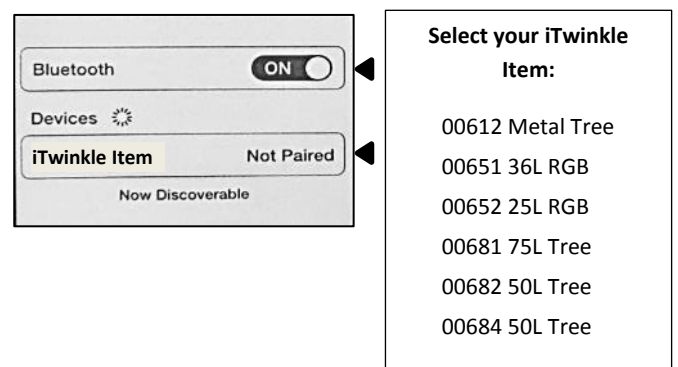 Bluetooth ON
Devices
iTwinkle Item Not Paired
Now Discoverable
Select your iTwinkle
Item:
00612 Metal Tree
00651 36L RGB
00652 25L RGB
00681 75L Tree
00682 50L Tree
00684 50L Tree